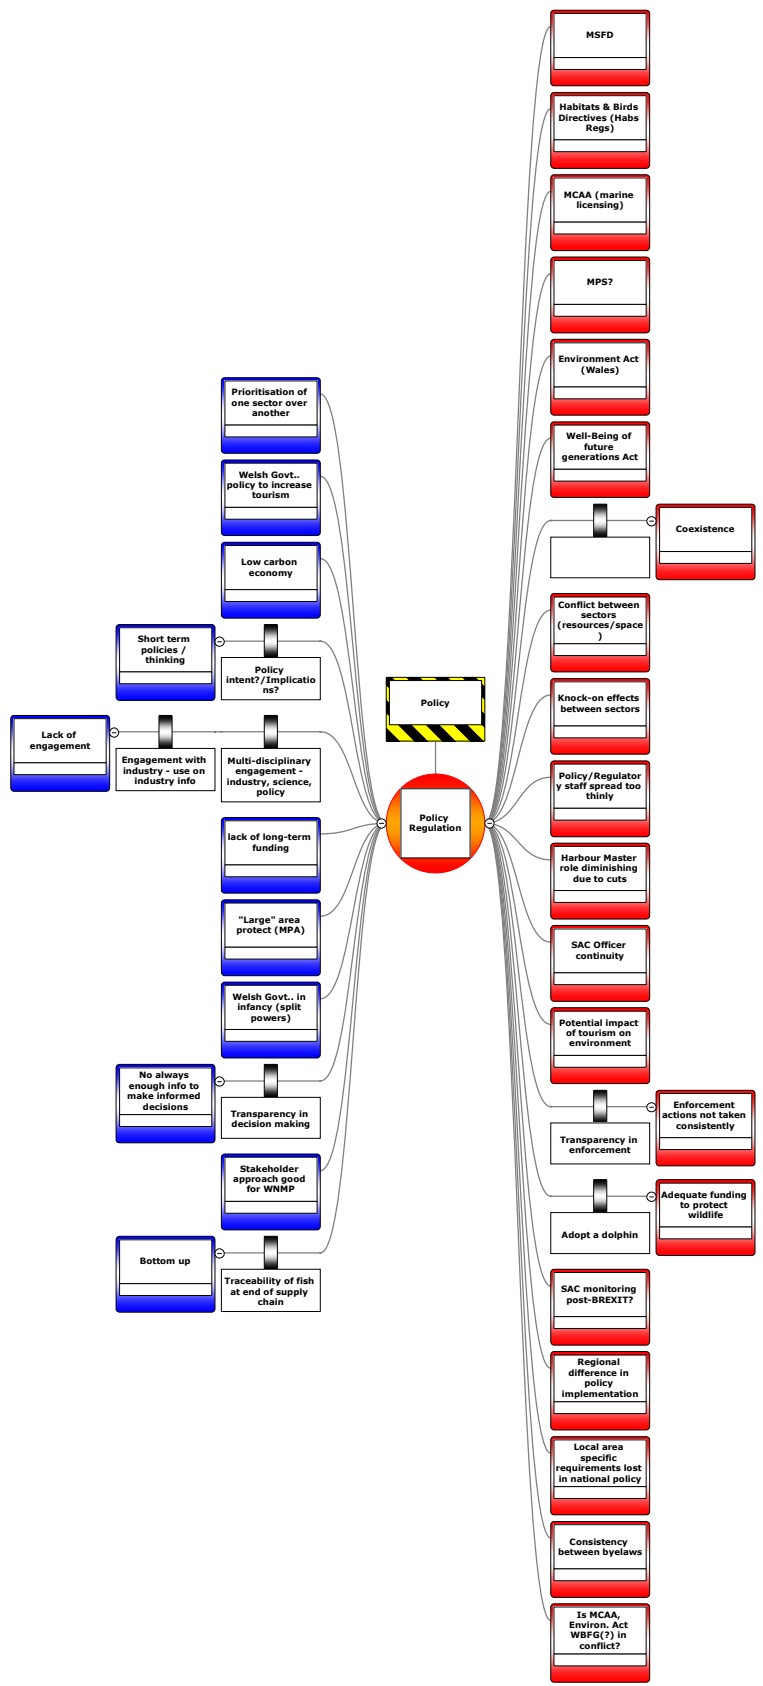 Policy
Policy
Regulation
Prioritisation of
one sector over
another
Welsh Govt..
policy to increase
tourism
Low carbon
economy
Short term
policies /
thinking
Policy
intent?/Implicatio
ns?
Lack of
engagement
Engagement with
industry - use on
industry info
Multi-disciplinary
engagement -
industry, science,
policy
lack of long-term
funding
"Large" area
protect (MPA)
Welsh Govt.. in
infancy (split
powers)
No always
enough info to
make informed
decisions
Transparency in
decision making
Stakeholder
approach good
for WNMP
Bottom up
Traceability of fish
at end of supply
chain
MSFD
Habitats & Birds
Directives (Habs
Regs)
MCAA (marine
licensing)
MPS?
Environment Act
(Wales)
Well-Being of
future
generations Act
Coexistence
Conflict between
sectors
(resources/space
)
Knock-on effects
between sectors
Policy/Regulator
y staff spread too
thinly
Harbour Master
role diminishing
due to cuts
SAC Officer
continuity
Potential impact
of tourism on
environment
Transparency in
enforcement
Enforcement
actions not taken
consistently
Adopt a dolphin
Adequate funding
to protect
wildlife
SAC monitoring
post-BREXIT?
Regional
difference in
policy
implementation
Local area
specific
requirements lost
in national policy
Consistency
between byelaws
Is MCAA,
Environ. Act
WBFG(?) in
conflict?